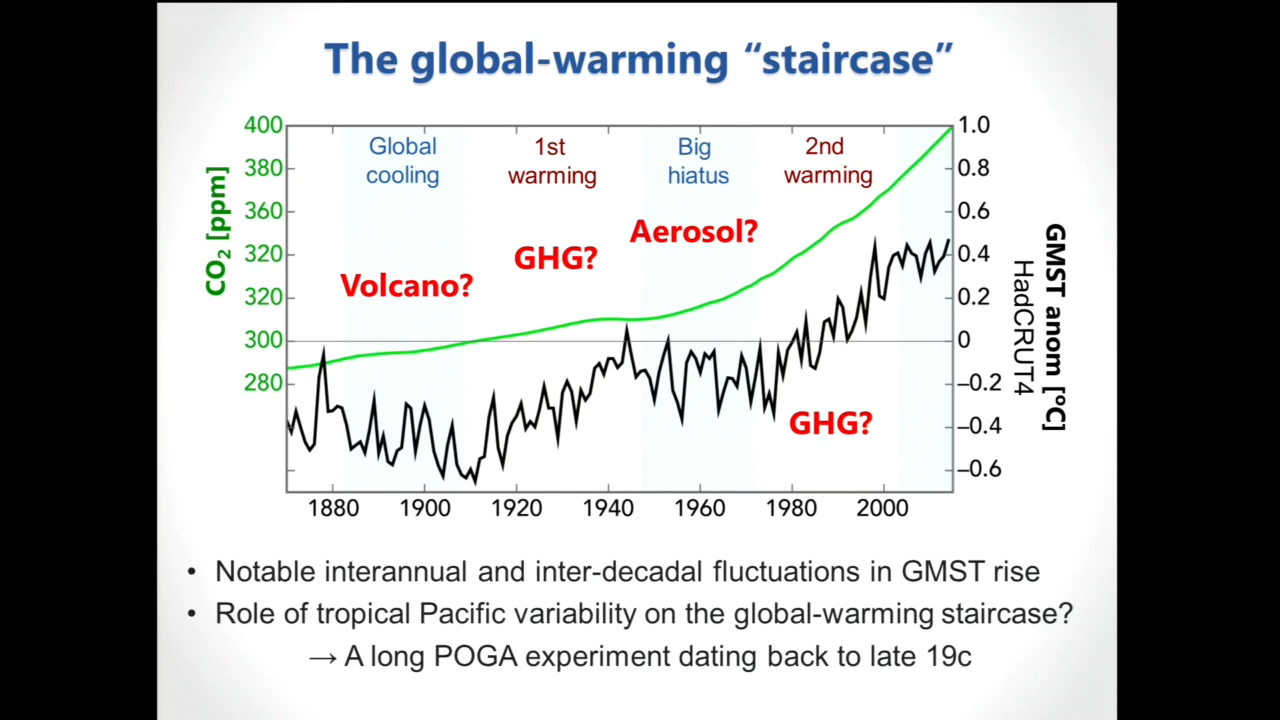 The global-warming “staircase”
400
380
360
320
320
300
280
CO₂ [ppm]
Global
cooling
1st
warming
Big
hiatus
2nd
warming
Volcano?
GHG?
Aerosol?
GHG?
1.0
0.8
0.6
0.4
0.2
0
–0.2
–0.4
–0.6
GMST anom [ºC]
HadCRUT4
1880 1900 1920 1940 1960 1980 2000
• Notable interannual and inter-decadal fluctuations in GMST rise
• Role of tropical Pacific variability on the global-warming staircase?
→ A long POGA experiment dating back to late 19c